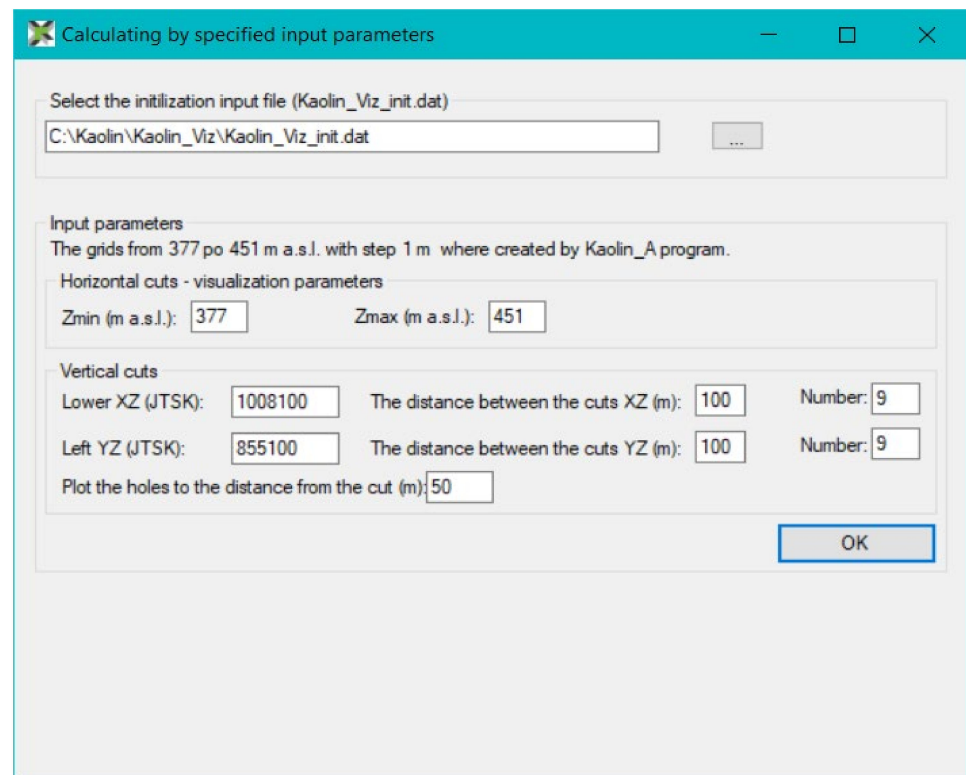 Calculating by specified input parameters
Select the initilization input file (Kaolin_Viz_init.dat)
C:\Kaolin\Kaolin_Viz\Kaolin_Viz_init.dat
...
Input parameters
The grids from 377 po 451 m a.s.l. with step 1 m where created by Kaolin_A program.
Horizontal cuts - visualization parameters
Zmin (m a.s.l.): 377 Zmax (m a.s.l.): 451
Vertical cuts
Lower XZ (JTSK): 1008100 The distance between the cuts XZ (m): 100 Number: 9
Left YZ (JTSK): 855100 The distance between the cuts YZ (m): 100 Number: 9
Plot the holes to the distance from the cut (m): 50
OK